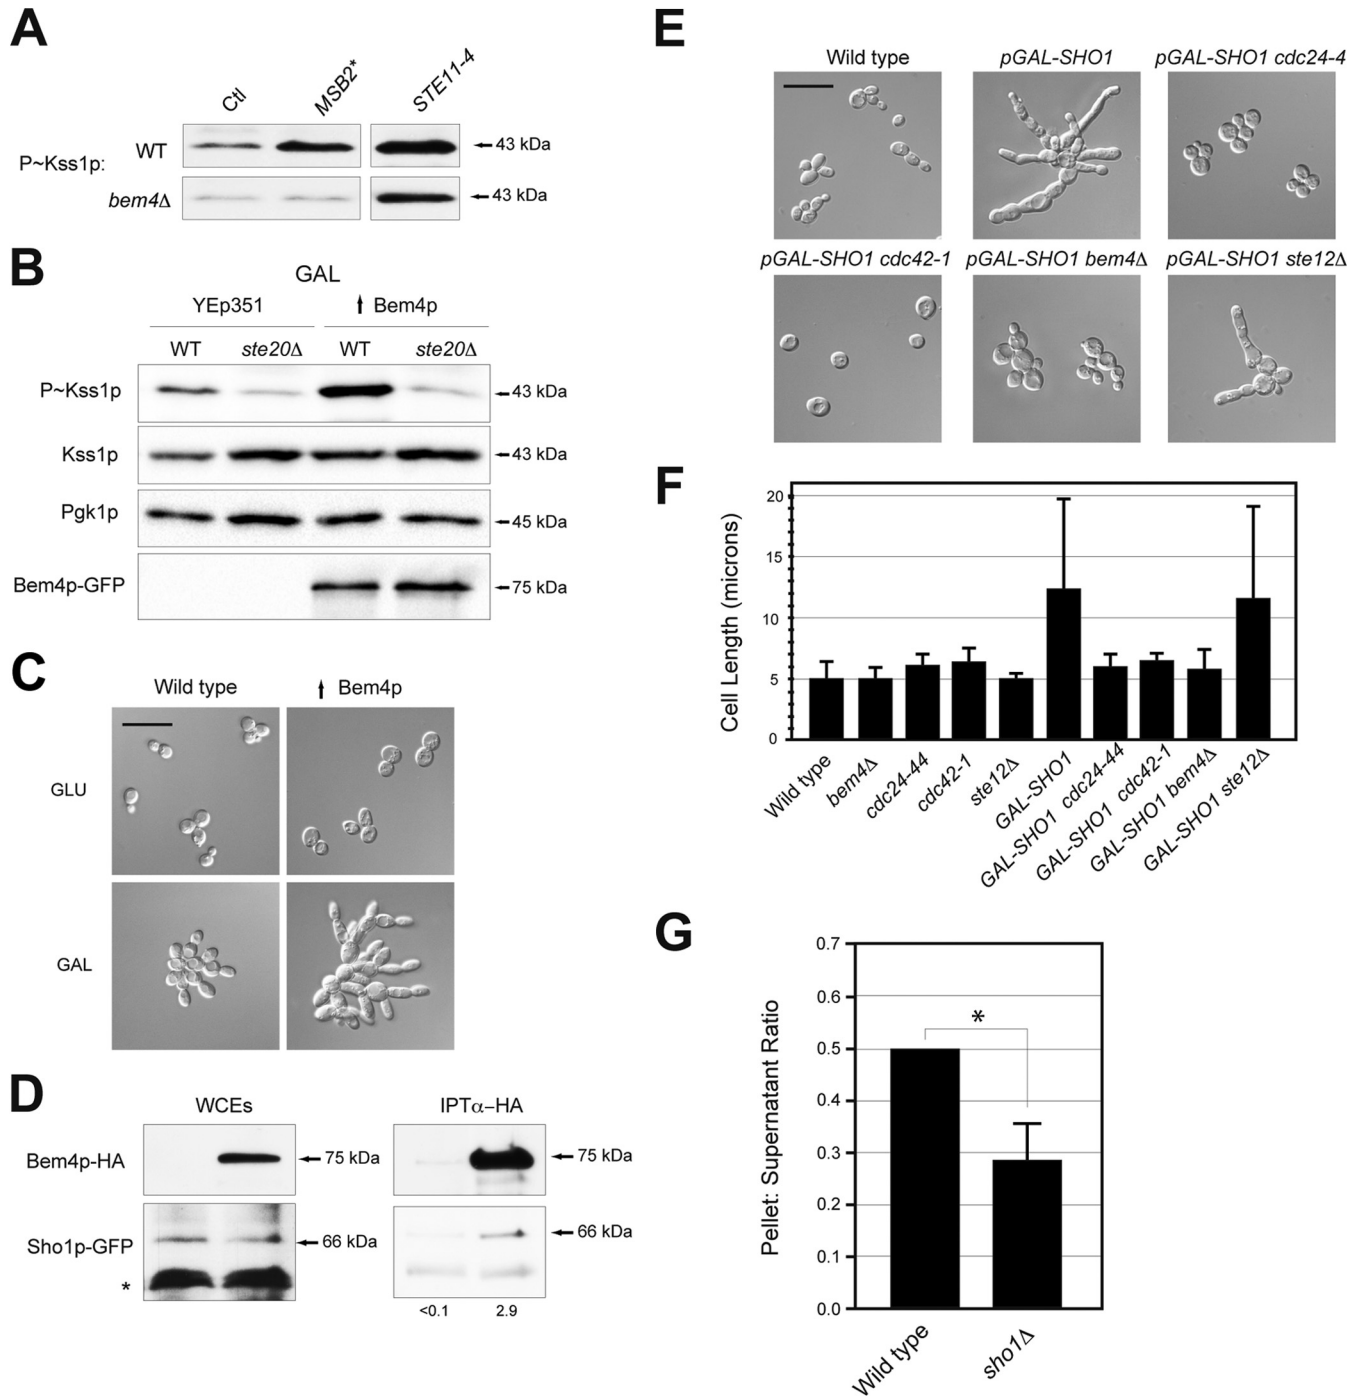 A
Ctl MSB2* STE11-4
P~Kss1p:
WT
43 kDa
bem4Δ
43 kDa
B
GAL
YEp351
Bem4p
WT ste20Δ WT ste20Δ
P~Kss1p
43 kDa
Kss1p
43 kDa
Pgk1p
45 kDa
Bem4p-GFP
75 kDa
C
Wild type
Bem4p
GLU
GAL
D
WCEs
IPTα–HA
Bem4p-HA
75 kDa
75 kDa
Sho1p-GFP
66 kDa
66 kDa
*
<0.1 2.9
E
Wild type
pGAL-SHO1
pGAL-SHO1 cdc24-4
pGAL-SHO1 cdc42-1
pGAL-SHO1 bem4Δ
pGAL-SHO1 ste12Δ
F
Cell Length (microns)
20
15
10
5
0
Wild type
bem4Δ
cdc24-44
cdc42-1
ste12Δ
GAL-SHO1
GAL-SHO1 cdc24-44
GAL-SHO1 cdc42-1
GAL-SHO1 bem4Δ
GAL-SHO1 ste12Δ
G
Pellet: Supernatant Ratio
0.7
0.6
0.5
0.4
0.3
0.2
0.1
0.0
*
Wild type
sho1Δ